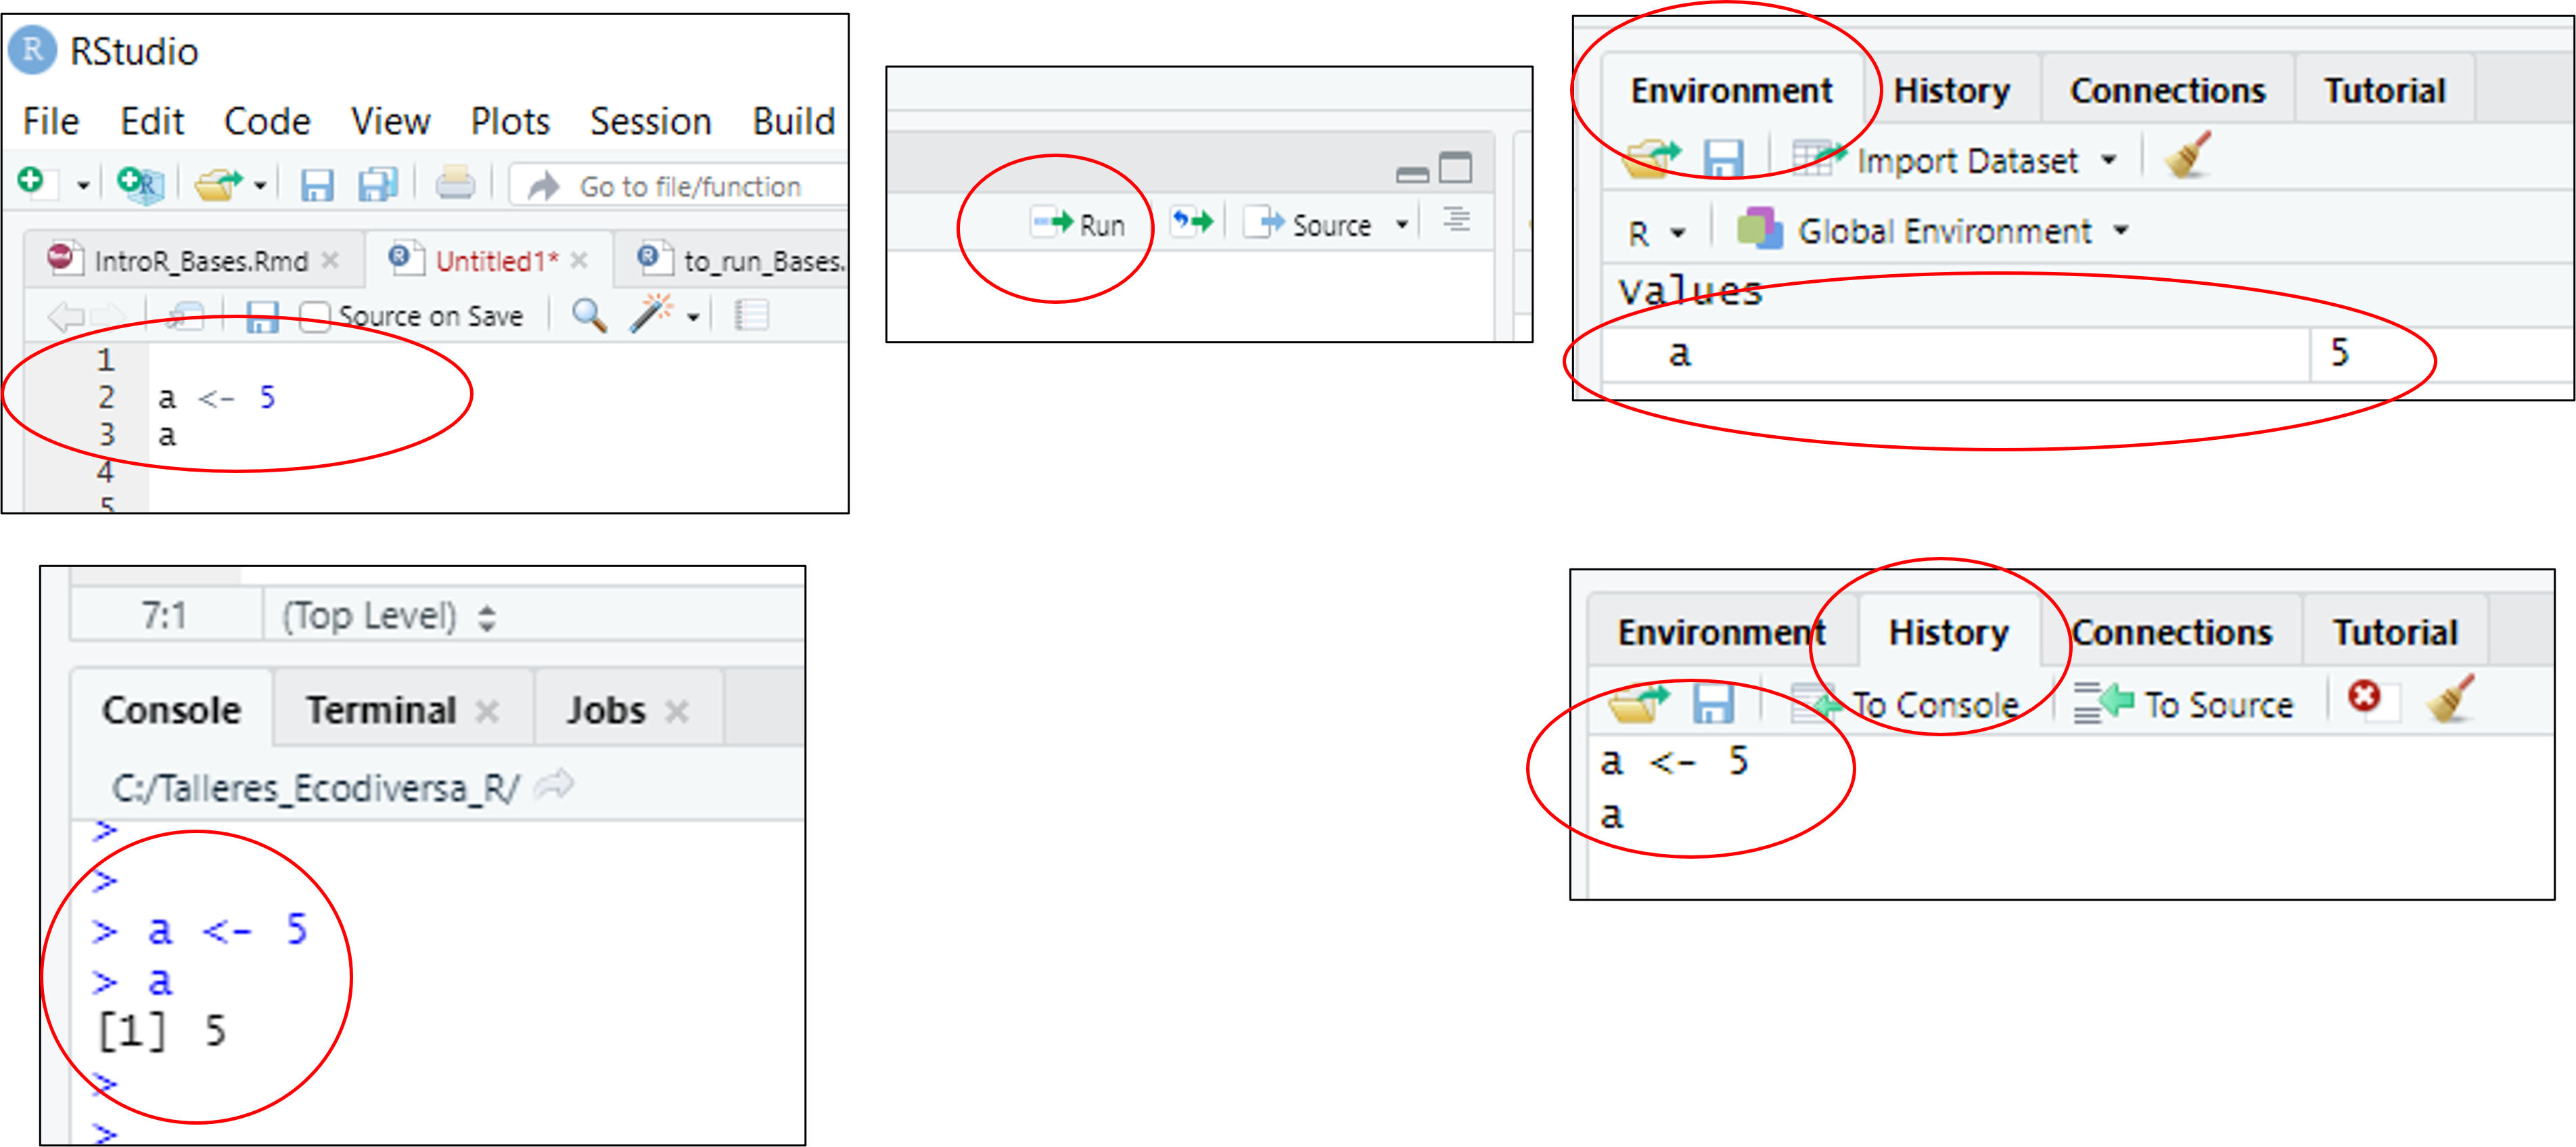 RStudio
File Edit Code View Plots Session Build
Go to file/function
IntroR_Bases.Rmd Untitled1* to_run_Bases.
Source on Save
1
2 a <- 5
3 a
4
5
Run Source
Environment History Connections Tutorial
Import Dataset
R Global Environment
Values
a 5
7:1 (Top Level)
Console Terminal Jobs
C:/Talleres_Ecodiversa_R/
>
>
> a <- 5
> a
[1] 5
>
>
Environment History Connections Tutorial
To Console To Source
a <- 5
a